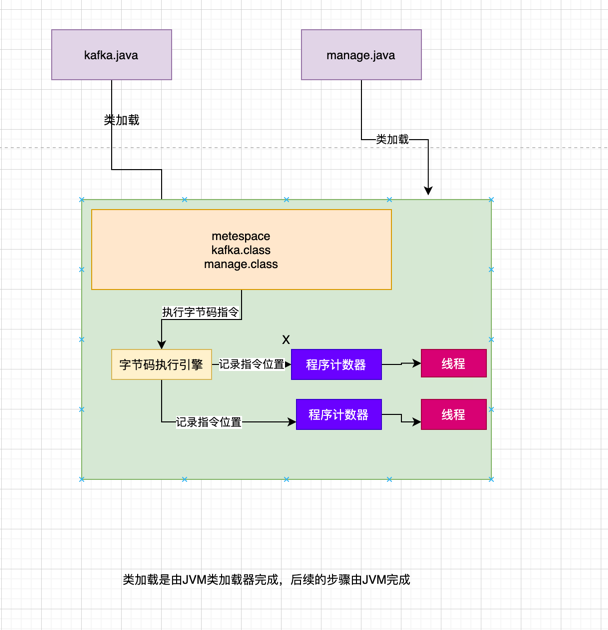 kafka.java
manage.java
类加载
类加载
metespace
kafka.class
manage.class
执行字节码指令
X
字节码执行引擎
记录指令位置
程序计数器
线程
记录指令位置
程序计数器
线程
类加载是由JVM类加载器完成，后续的步骤由JVM完成